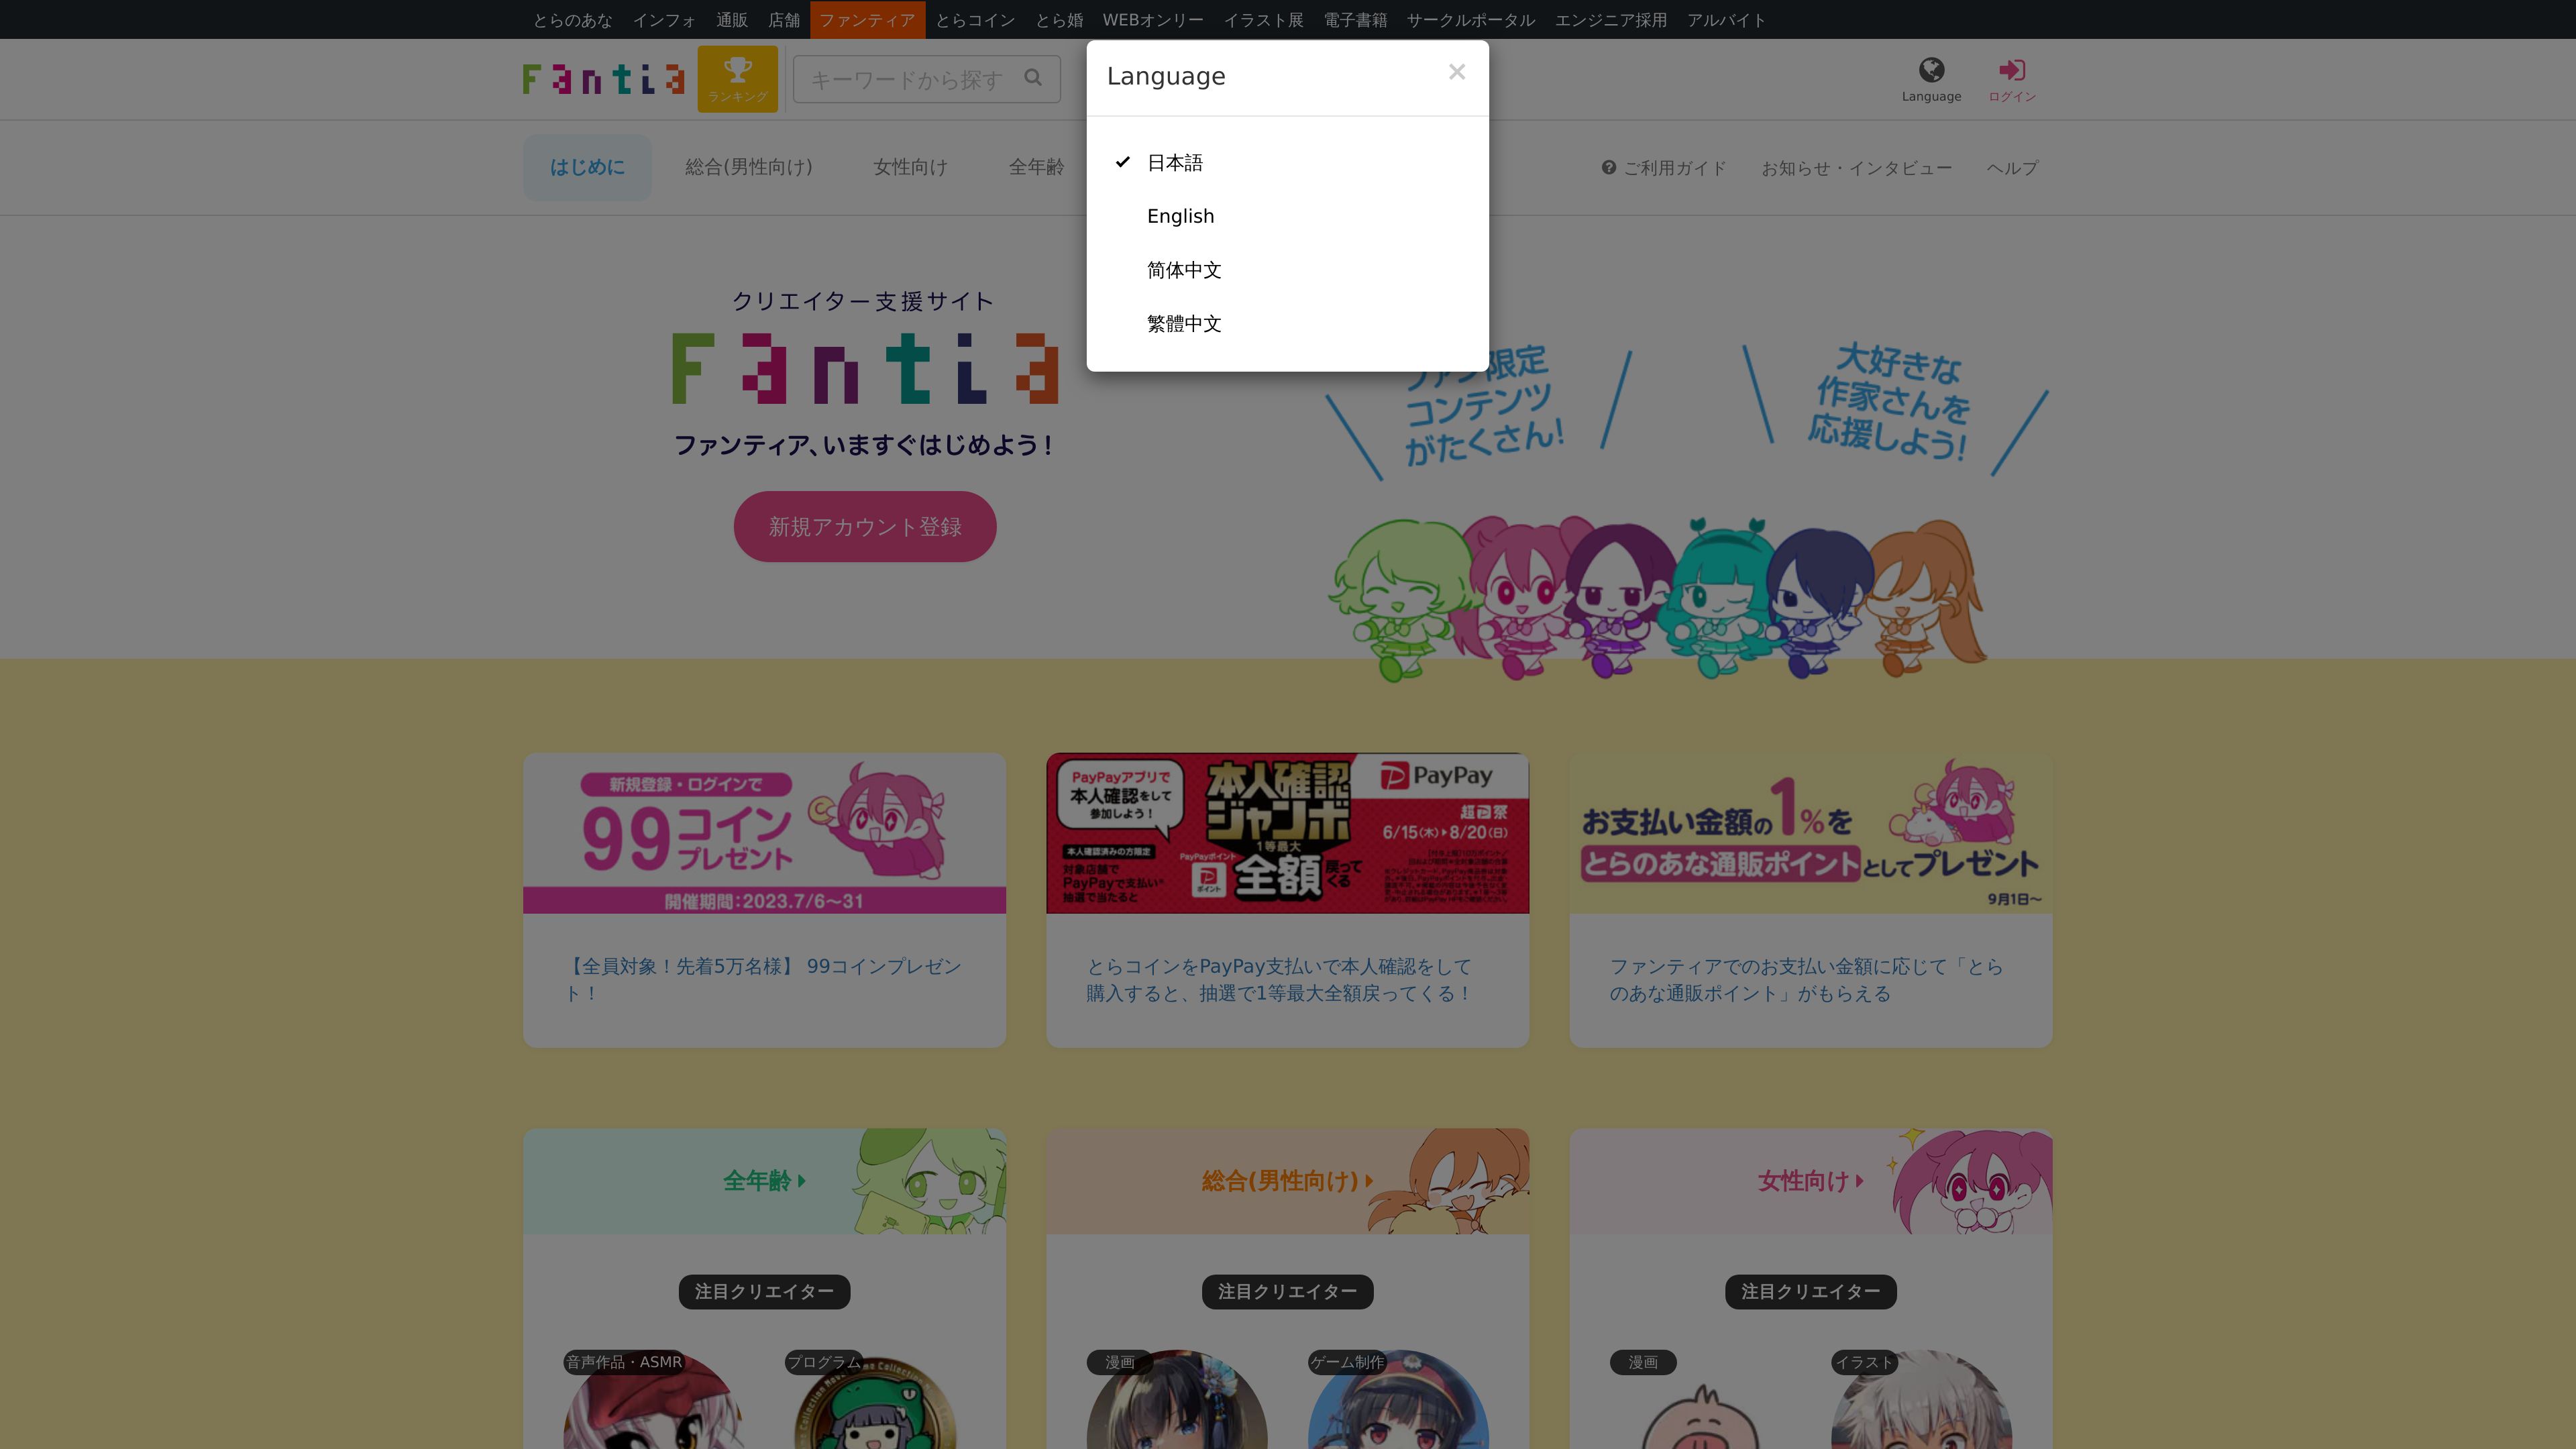 とらのあな インフォ 通販 店舗 ファンティア とらコイン とら婚 WEBオンリー イラスト展 電子書籍 サークルポータル エンジニア採用 アルバイト
Fantia
ランキング
キーワードから探す
Language
ログイン
はじめに 総合(男性向け) 女性向け 全年齢
ご利用ガイド お知らせ・インタビュー ヘルプ
Language
×
日本語
English
简体中文
繁體中文
クリエイター支援サイト
Fantia
ファンティア、いますぐはじめよう!
新規アカウント登録
ファン限定
コンテンツ
がたくさん!
大好きな
作家さんを
応援しよう!
新規登録・ログインで
99コイン
プレゼント
開催期間:2023.7/6〜31
【全員対象！先着5万名様】 99コインプレゼン
ト！
PayPayアプリで
本人確認をして
参加しよう！
本人確認済みの方限定
対象店舗で
PayPayで支払い※
抽選で当たると
本人確認
ジャンボ
1等最大
PayPayポイント
ポイント
全額戻って
くる
PayPay
超P祭
6/15(木)▶8/20(日)
とらコインをPayPay支払いで本人確認をして
購入すると、抽選で1等最大全額戻ってくる！
お支払い金額の1%を
とらのあな通販ポイントとしてプレゼント
9月1日〜
ファンティアでのお支払い金額に応じて「とら
のあな通販ポイント」がもらえる
全年齢
総合(男性向け)
女性向け
注目クリエイター
注目クリエイター
注目クリエイター
音声作品・ASMR
プログラム
漫画
ゲーム制作
漫画
イラスト